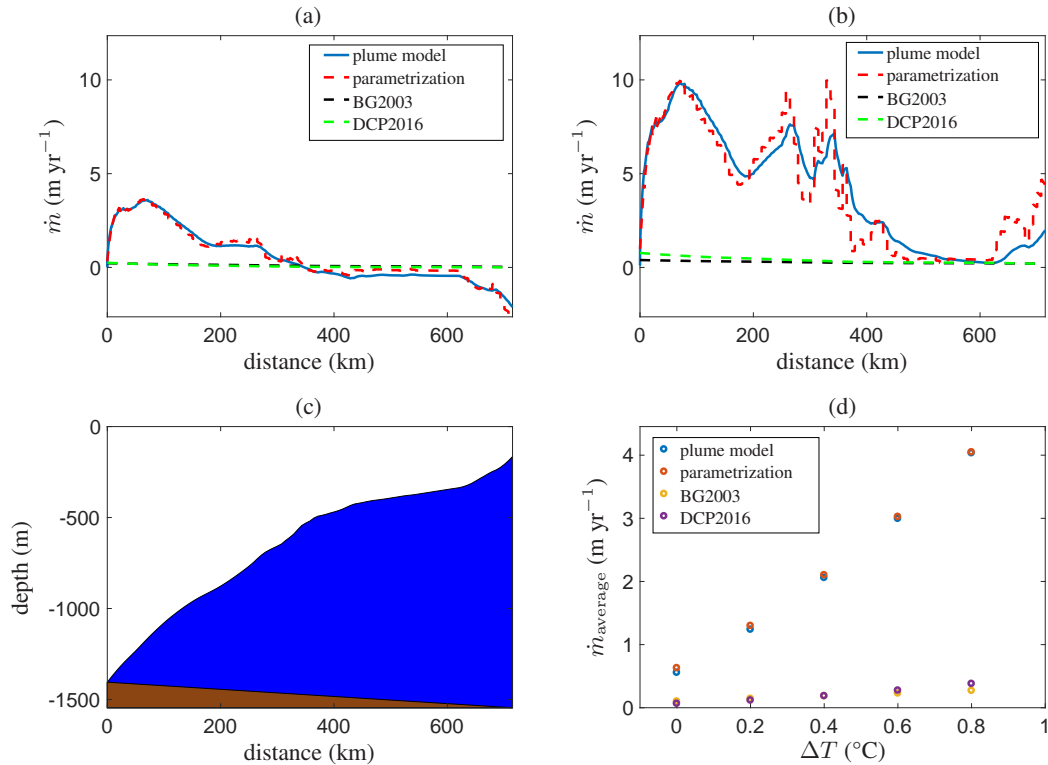 (a)
10
5
0
ṁ (m yr−1)
0
200
400
600
distance (km)
plume model
parametrization
BG2003
DCP2016
(b)
10
5
0
ṁ (m yr−1)
0
200
400
600
distance (km)
plume model
parametrization
BG2003
DCP2016
(c)
0
-500
-1000
-1500
depth (m)
0
200
400
600
distance (km)
(d)
4
3
2
1
0
ṁaverage (m yr−1)
0
0.2
0.4
0.6
0.8
1
ΔT (°C)
plume model
parametrization
BG2003
DCP2016